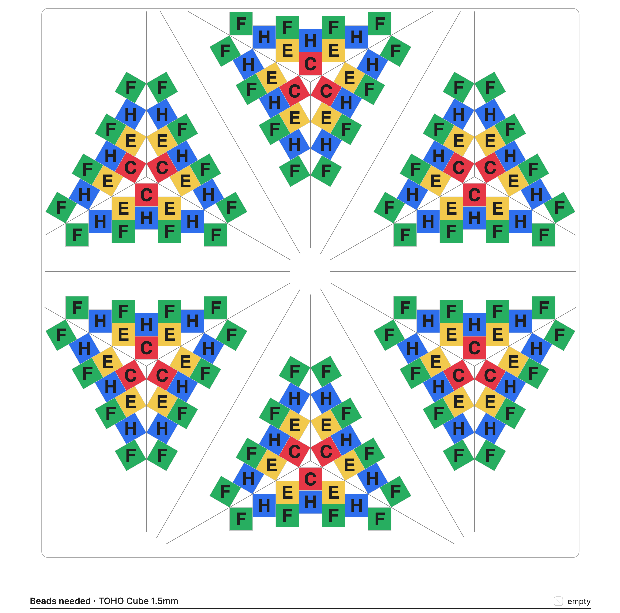 F F F F
H H H
F E E F
H C H
E E
F F F C C F F F
H H
H H E E H H
F F F F F F
E E H H E E
H H H H
F C C F F F F C C F
E E E E
H C H H C H
F E E F F E E F
H H H H H H
F F F F F F F F
F F F F F F F F
H H H H H H
F E E F F E E F
H C H H C H
E E E E
F C C F F F F C C F
H H H H
E E H H E E
F F F F F F
H H E E H H
H H
F F F C C F F F
E E
H C H
F E E F
H H H
F F F F
Beads needed · TOHO Cube 1.5mm
empty